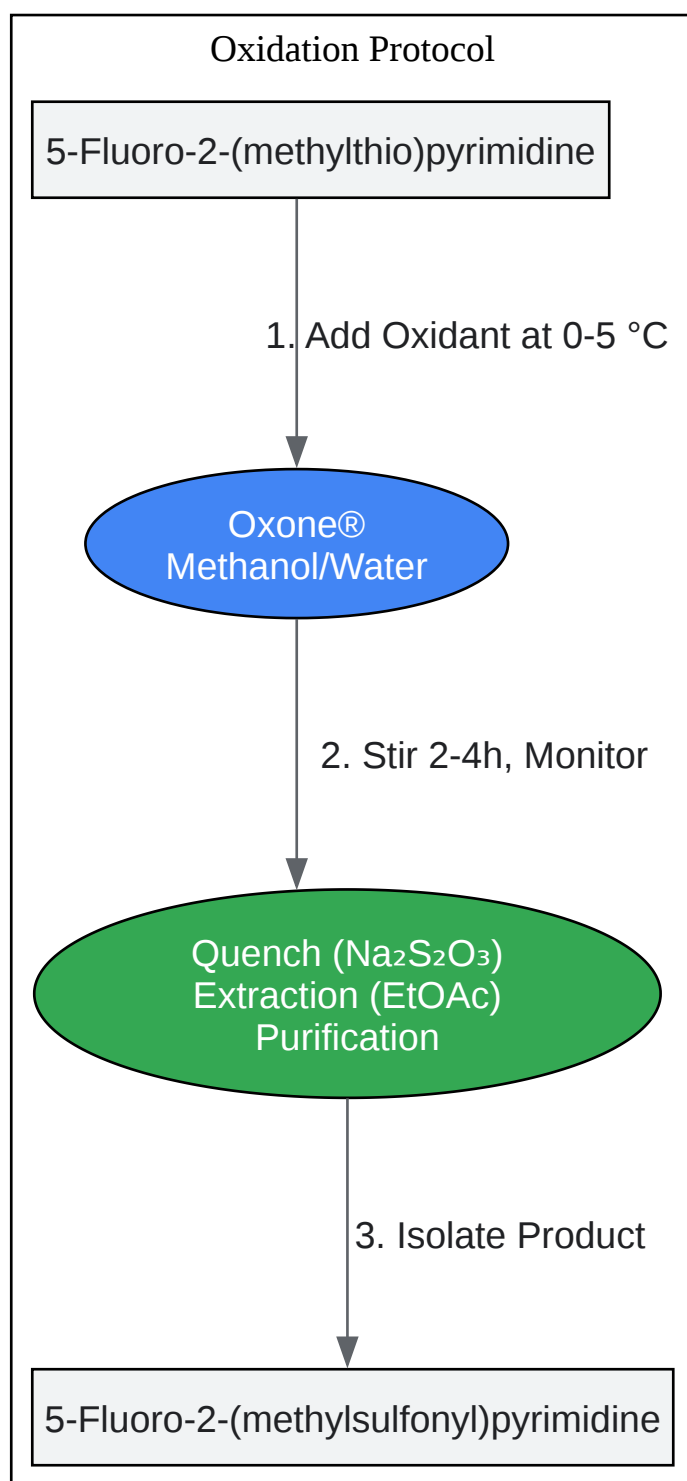 Oxidation Protocol
5-Fluoro-2-(methylthio)pyrimidine
1. Add Oxidant at 0-5 °C
Oxone®
Methanol/Water
2. Stir 2-4h, Monitor
Quench (Na₂S₂O₃)
Extraction (EtOAc)
Purification
3. Isolate Product
5-Fluoro-2-(methylsulfonyl)pyrimidine